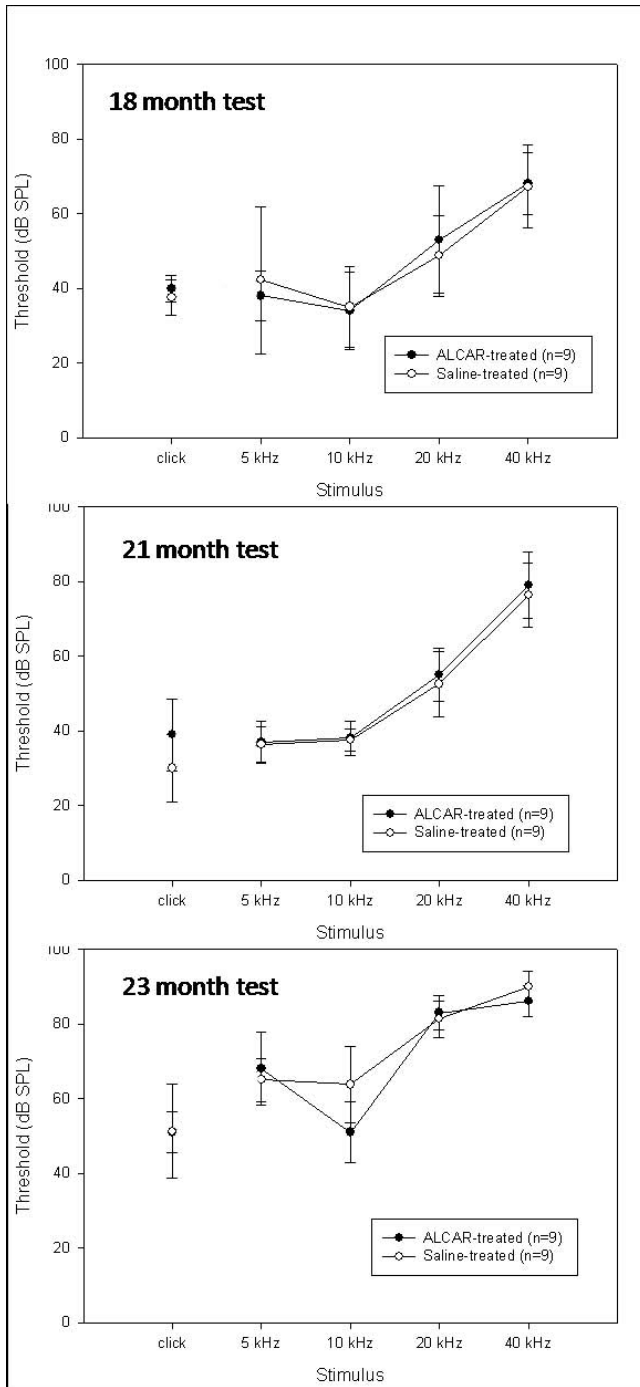 100
18 month test
80
60
40
20
0
Threshold (dB SPL)
ALCAR-treated (n=9)
Saline-treated (n=9)
click 5 kHz 10 kHz 20 kHz 40 kHz
Stimulus
100
21 month test
80
60
40
20
0
Threshold (dB SPL)
ALCAR-treated (n=9)
Saline-treated (n=9)
click 5 kHz 10 kHz 20 kHz 40 kHz
Stimulus
100
23 month test
80
60
40
20
0
Threshold (dB SPL)
ALCAR-treated (n=9)
Saline-treated (n=9)
click 5 kHz 10 kHz 20 kHz 40 kHz
Stimulus